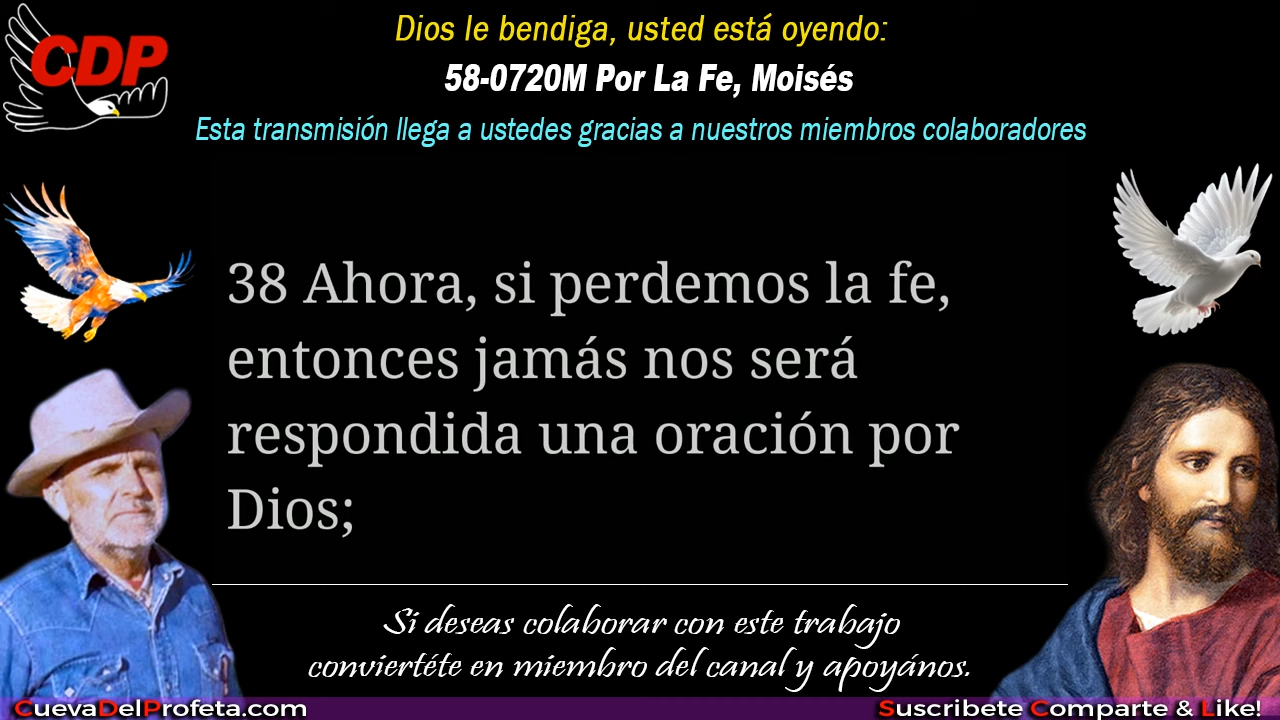 CDP
Dios le bendiga, usted está oyendo:
58-0720M Por La Fe, Moisés
Esta transmisión llega a ustedes gracias a nuestros miembros colaboradores
38 Ahora, si perdemos la fe,
entonces jamás nos será
respondida una oración por
Dios;
Si deseas colaborar con este trabajo
conviertéte en miembro del canal y apoyános.
CuevaDelProfeta.com
Suscribete Comparte & Like!